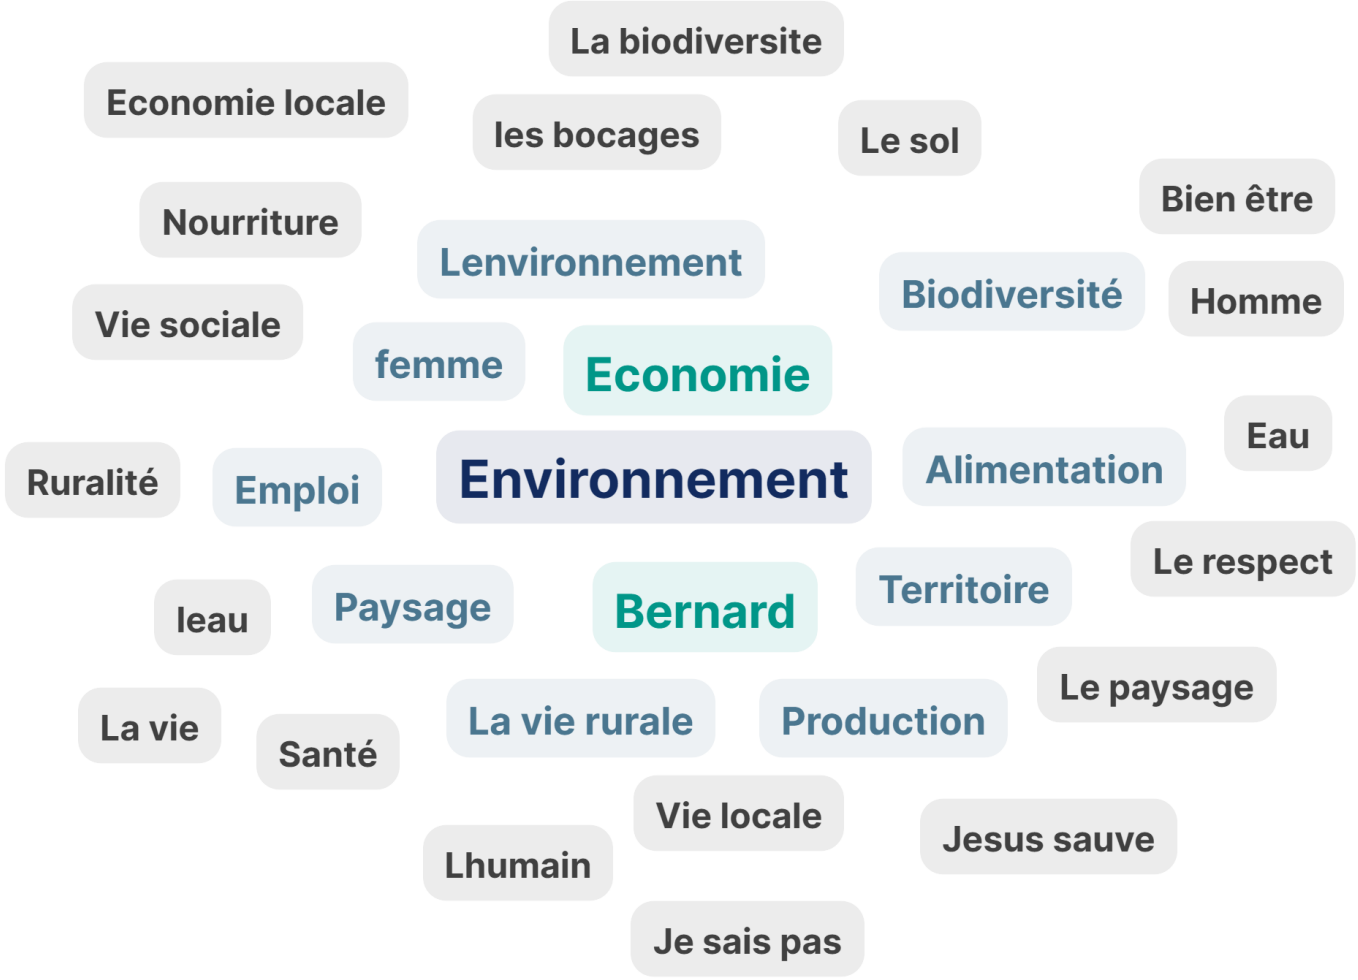 La biodiversite
Economie locale
les bocages
Le sol
Bien être
Nourriture
Lenvironnement
Biodiversité
Homme
Vie sociale
femme
Economie
Eau
Ruralité
Emploi
Environnement
Alimentation
Le respect
leau
Paysage
Bernard
Territoire
Le paysage
La vie
Santé
La vie rurale
Production
Vie locale
Jesus sauve
Lhumain
Je sais pas